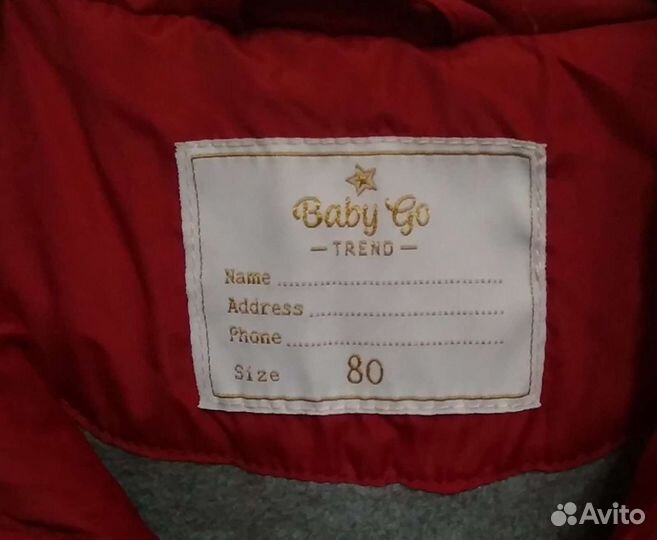 Baby Go
— TREND —
Name ..............................
Address ..............................
Phone ..............................
Size 80
Avito